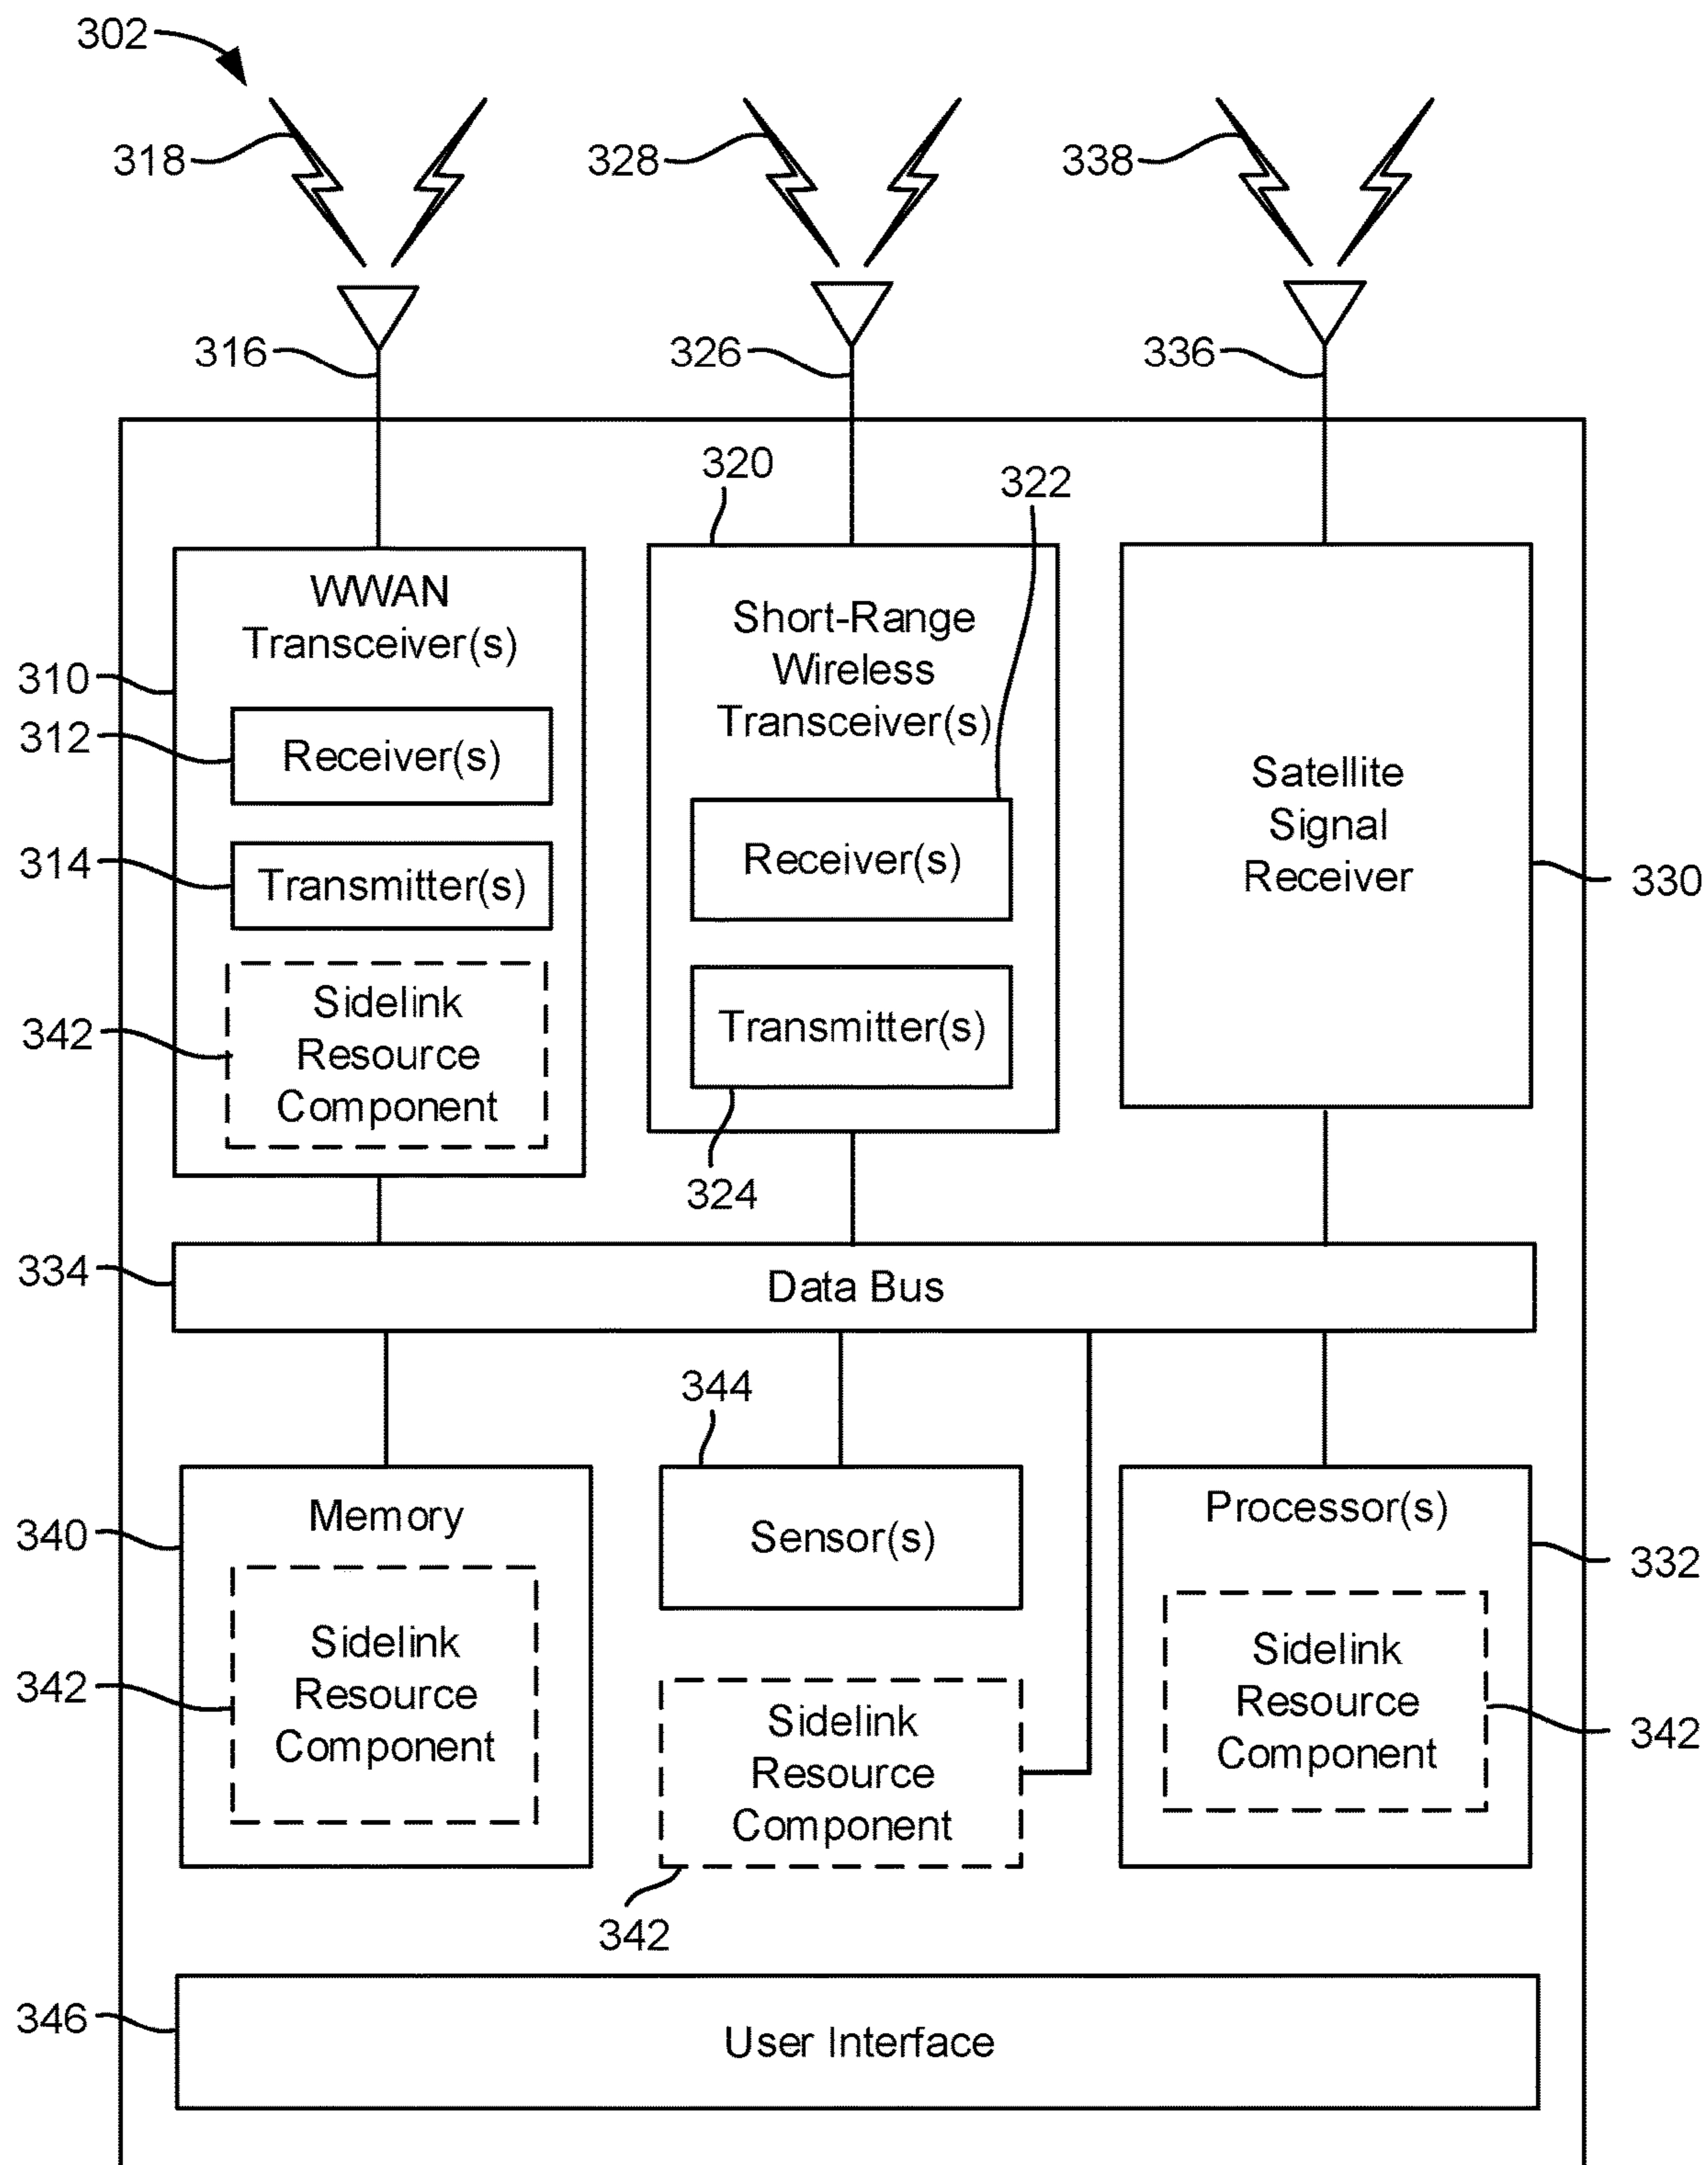 302
318
328
338
316
326
336
320
322
WWAN
Transceiver(s)
310
312
Receiver(s)
314
Transmitter(s)
342
Sidelink
Resource
Component
Short-Range
Wireless
Transceiver(s)
Receiver(s)
Transmitter(s)
324
Satellite
Signal
Receiver
330
334
Data Bus
344
340
Memory
342
Sidelink
Resource
Component
Sensor(s)
Sidelink
Resource
Component
342
Processor(s)
332
Sidelink
Resource
Component
342
346
User Interface